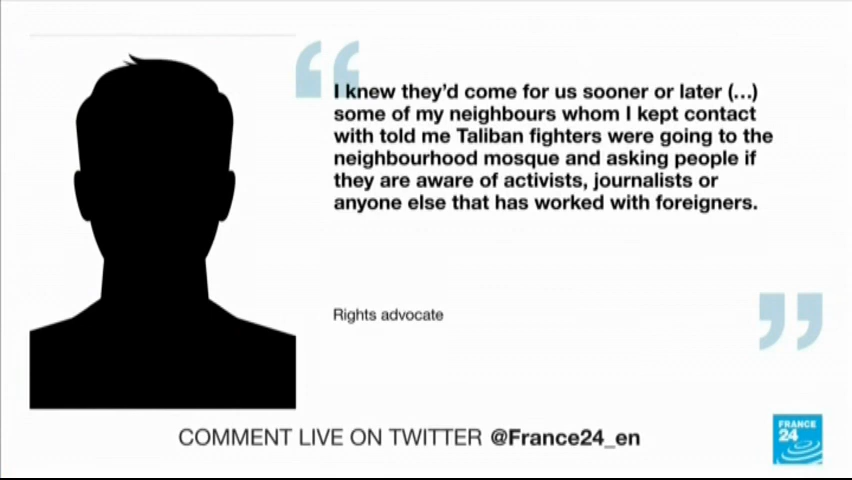 I knew they'd come for us sooner or later (...)
some of my neighbours whom I kept contact
with told me Taliban fighters were going to the
neighbourhood mosque and asking people if
they are aware of activists, journalists or
anyone else that has worked with foreigners.
Rights advocate
COMMENT LIVE ON TWITTER @France24_en
FRANCE
24